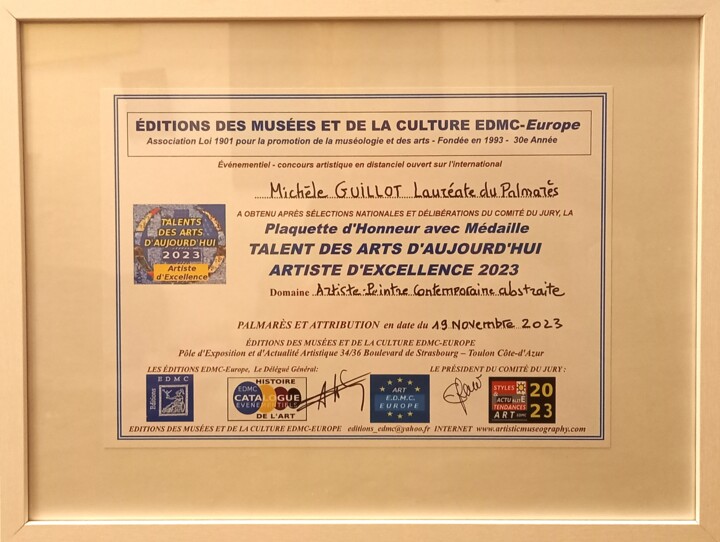 ÉDITIONS DES MUSÉES ET DE LA CULTURE EDMC-Europe
Association Loi 1901 pour la promotion de la muséologie et des arts - Fondée en 1993 - 30e Année
Événementiel - concours artistique en distanciel ouvert sur l'international
Michèle GUILLOT Lauréate du Palmarès
A OBTENU APRÈS SÉLECTIONS NATIONALES ET DÉLIBÉRATIONS DU COMITÉ DU JURY, LA
Plaquette d'Honneur avec Médaille
TALENT DES ARTS D'AUJOURD'HUI
ARTISTE D'EXCELLENCE 2023
TALENTS
DES ARTS
D'AUJOURD'HUI
2023
Artiste
d'Excellence
Domaine Artiste-Peintre Contemporaine abstraite
PALMARÈS ET ATTRIBUTION en date du 19 Novembre 2023
ÉDITIONS DES MUSÉES ET DE LA CULTURE EDMC-EUROPE
Pôle d'Exposition et d'Actualité Artistique 34/36 Boulevard de Strasbourg – Toulon Côte-d'Azur
LES ÉDITIONS EDMC-Europe, Le Délégué Général:
LE PRÉSIDENT DU COMITÉ DU JURY :
EDMC
Editions
HISTOIRE
EDMC
CATALOGUE
DE L'ART
ART
E.D.M.C.
EUROPE
STYLES
& ACTUALITÉ
TENDANCES
ART EDMC
20
23
EDITIONS DES MUSÉES ET DE LA CULTURE EDMC-EUROPE editions_edmc@yahoo.fr INTERNET www.artisticmuseography.com